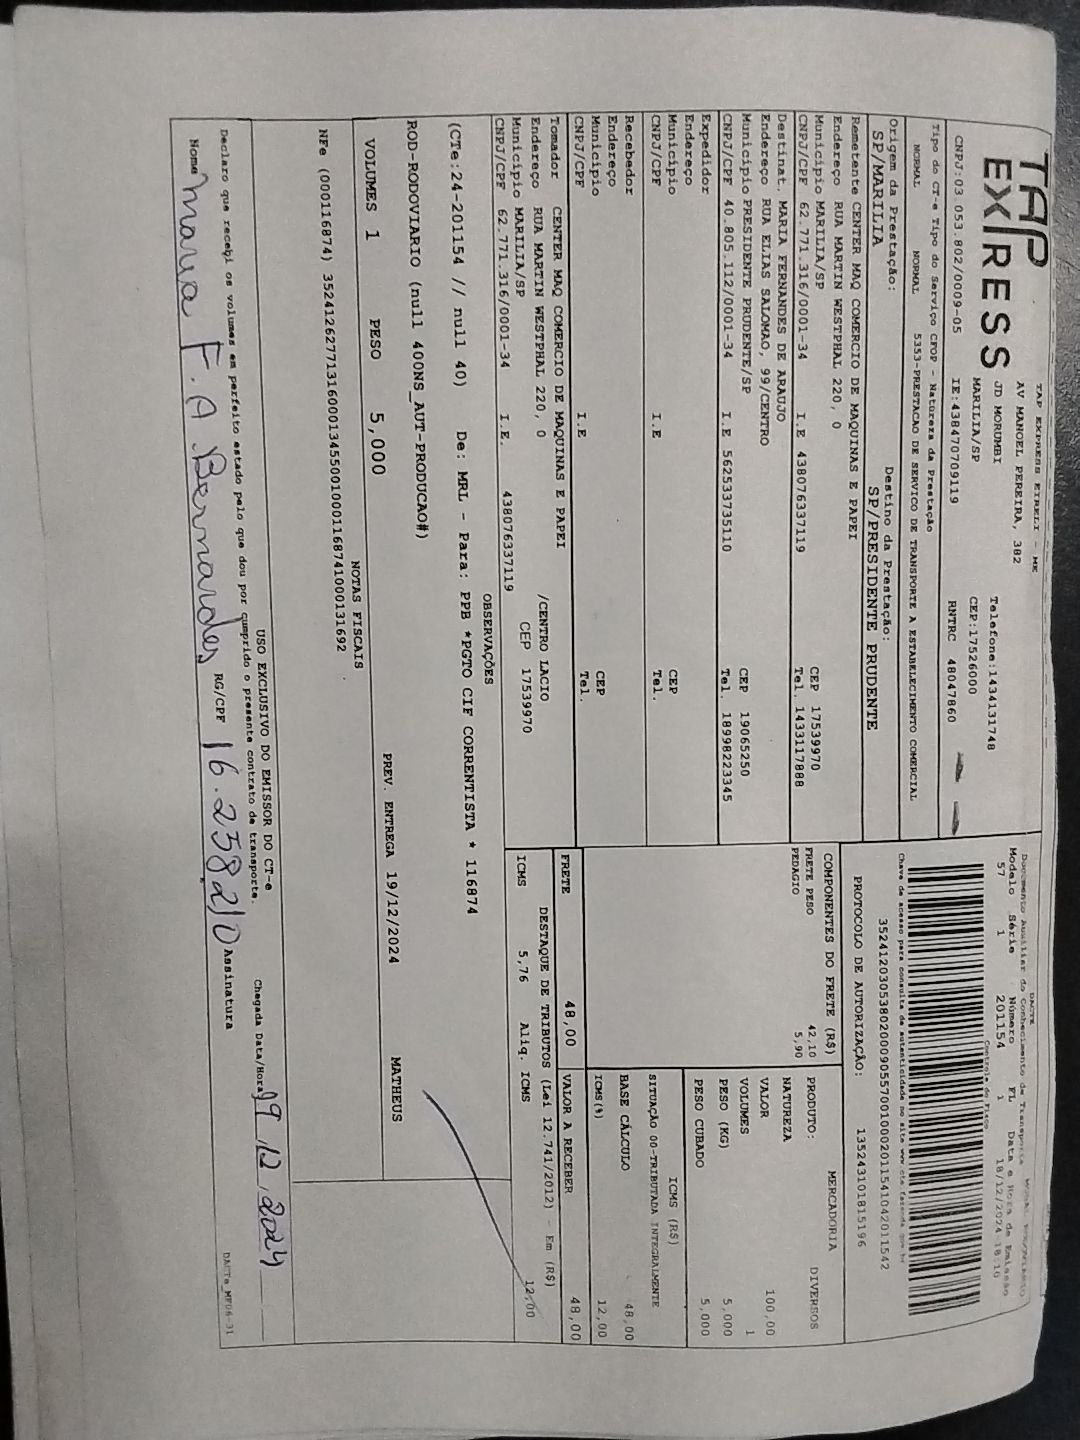 TAP EXPRESS EIRELI - ME
TAP
EXPRESS
AV MANOEL PEREIRA, 382
JD MORUMBI
MARILIA/SP
Telefone:1434131748
CEP:17526000
CNPJ:03.053.802/0009-05 IE:438470709119 RNTRC 48047860
Tipo do CT-e Tipo do Serviço CFOP - Natureza da Prestação
NORMAL NORMAL 5353-PRESTACAO DE SERVICO DE TRANSPORTE A ESTABELECIMENTO COMERCIAL
Origem da Prestação: Destino da Prestação:
SP/MARILIA SP/PRESIDENTE PRUDENTE
Remetente CENTER MAQ COMERCIO DE MAQUINAS E PAPEI
Endereço RUA MARTIN WESTPHAL 220, 0
Município MARILIA/SP CEP 17539970
CNPJ/CPF 62.771.316/0001-34 I.E 438076337119 Tel. 1433117888
Destinat. MARIA FERNANDES DE ARAUJO
Endereço RUA ELIAS SALOMAO, 99/CENTRO
Município PRESIDENTE PRUDENTE/SP CEP 19065250
CNPJ/CPF 40.805.112/0001-34 I.E 562533735110 Tel. 18998223345
Expedidor
Endereço
Município CEP
CNPJ/CPF I.E Tel.
Recebedor
Endereço
Município CEP
CNPJ/CPF I.E Tel.
Tomador CENTER MAQ COMERCIO DE MAQUINAS E PAPEI
Endereço RUA MARTIN WESTPHAL 220, 0 /CENTRO LACIO
Município MARILIA/SP CEP 17539970
CNPJ/CPF 62.771.316/0001-34 I.E. 438076337119
DACTE
Documento Auxiliar do Conhecimento de Transporte
Modelo Série Número FL Data e Hora de Emissão
57 1 201154 1 18/12/2024 18:10
Controle do Fisco
Chave de acesso para consulta de autenticidade no site www.cte.fazenda.gov.br
35241203053802000905570010002011541042011542
PROTOCOLO DE AUTORIZAÇÃO: 135243101815196
COMPONENTES DO FRETE (R$)
FRETE PESO 42,10
PEDAGIO 5,90
MERCADORIA
PRODUTO: DIVERSOS
NATUREZA
VALOR 100,00
VOLUMES 1
PESO (KG) 5,000
PESO CUBADO 5,000
ICMS (R$)
SITUAÇÃO 00-TRIBUTADA INTEGRALMENTE
BASE CÁLCULO 48,00
ICMS(%) 12,00
FRETE 48,00 VALOR A RECEBER 48,00
DESTAQUE DE TRIBUTOS (Lei 12.741/2012) - Em (R$)
ICMS 5,76 Aliq. ICMS 12,00
OBSERVAÇÕES
(CTe:24-201154 // null 40) De: MRL - Para: PPB *PGTO CIF CORRENTISTA * 116874
ROD-RODOVIARIO (null 400NS_AUT-PRODUCAO#)
VOLUMES 1 PESO 5,000 PREV. ENTREGA 19/12/2024 MATHEUS
NOTAS FISCAIS
NFe (000116874) 35241262771316000134550010001168741000131692
USO EXCLUSIVO DO EMISSOR DO CT-e
Declaro que recebi os volumes em perfeito estado pelo que dou por cumprido o presente contrato de transporte.
Chegada Data/Hora 19.12.2024
Nome Maria F. A. Bernardes RG/CPF 16.258210 Assinatura
DACTe_MF06-31